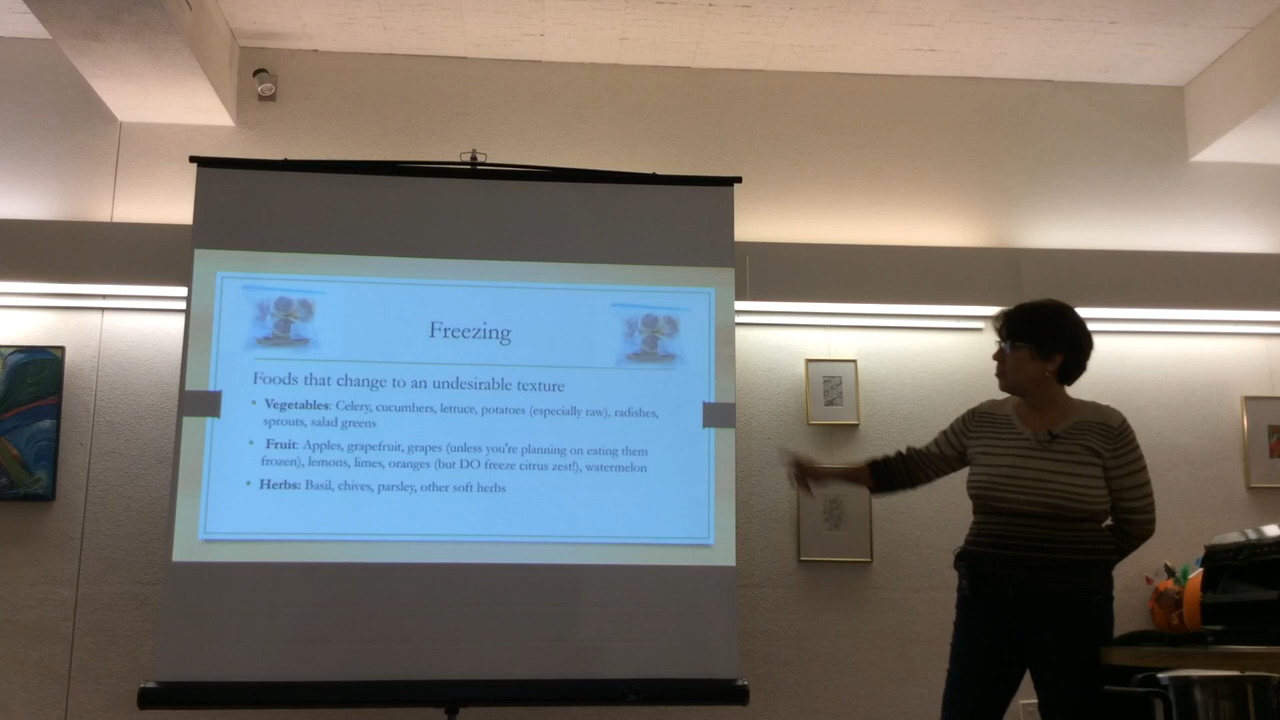 Freezing
Foods that change to an undesirable texture
• Vegetables: Celery, cucumbers, lettuce, potatoes (especially raw), radishes,
sprouts, salad greens
• Fruit: Apples, grapefruit, grapes (unless you're planning on eating them
frozen), lemons, limes, oranges (but DO freeze citrus zest!), watermelon
• Herbs: Basil, chives, parsley, other soft herbs